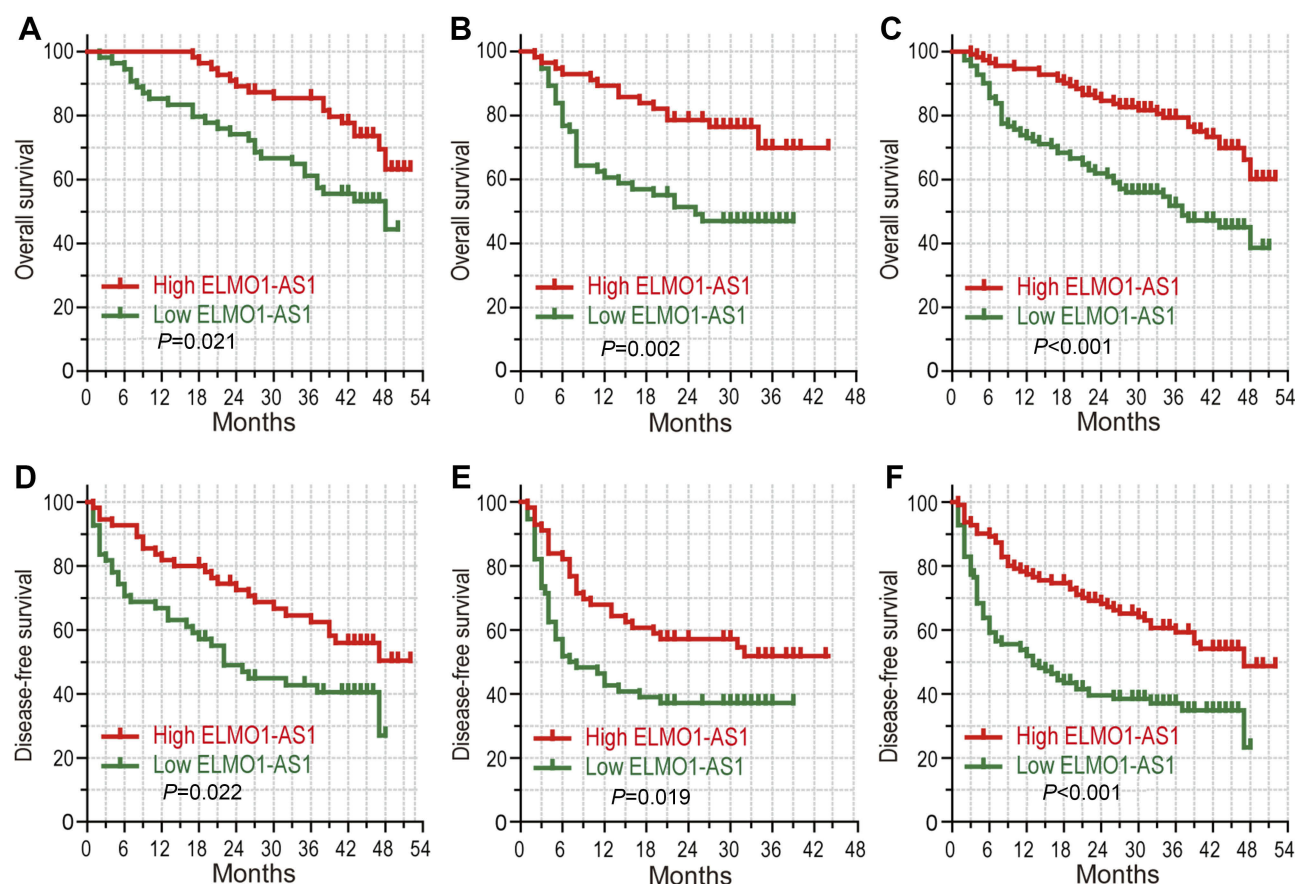 A
Overall survival
100
80
60
40
20
0
High ELMO1-AS1
Low ELMO1-AS1
P=0.021
0 6 12 18 24 30 36 42 48 54
Months
B
Overall survival
100
80
60
40
20
0
High ELMO1-AS1
Low ELMO1-AS1
P=0.002
0 6 12 18 24 30 36 42 48
Months
C
Overall survival
100
80
60
40
20
0
High ELMO1-AS1
Low ELMO1-AS1
P<0.001
0 6 12 18 24 30 36 42 48 54
Months
D
Disease-free survival
100
80
60
40
20
0
High ELMO1-AS1
Low ELMO1-AS1
P=0.022
0 6 12 18 24 30 36 42 48 54
Months
E
Disease-free survival
100
80
60
40
20
0
High ELMO1-AS1
Low ELMO1-AS1
P=0.019
0 6 12 18 24 30 36 42 48
Months
F
Disease-free survival
100
80
60
40
20
0
High ELMO1-AS1
Low ELMO1-AS1
P<0.001
0 6 12 18 24 30 36 42 48 54
Months